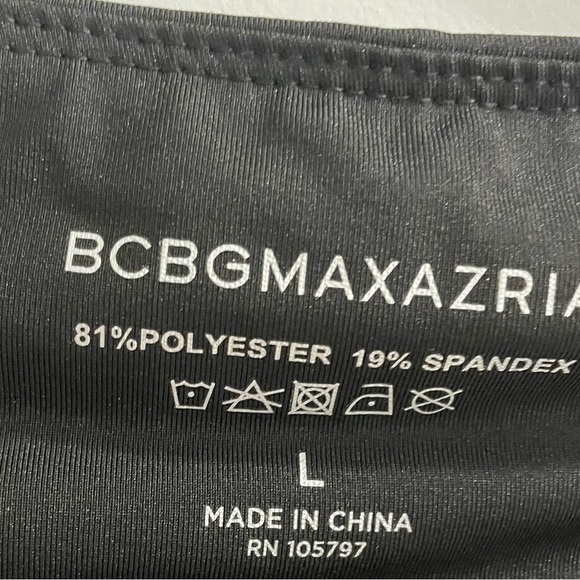 BCBGMAXAZRIA
81%POLYESTER 19% SPANDEX
L
MADE IN CHINA
RN 105797